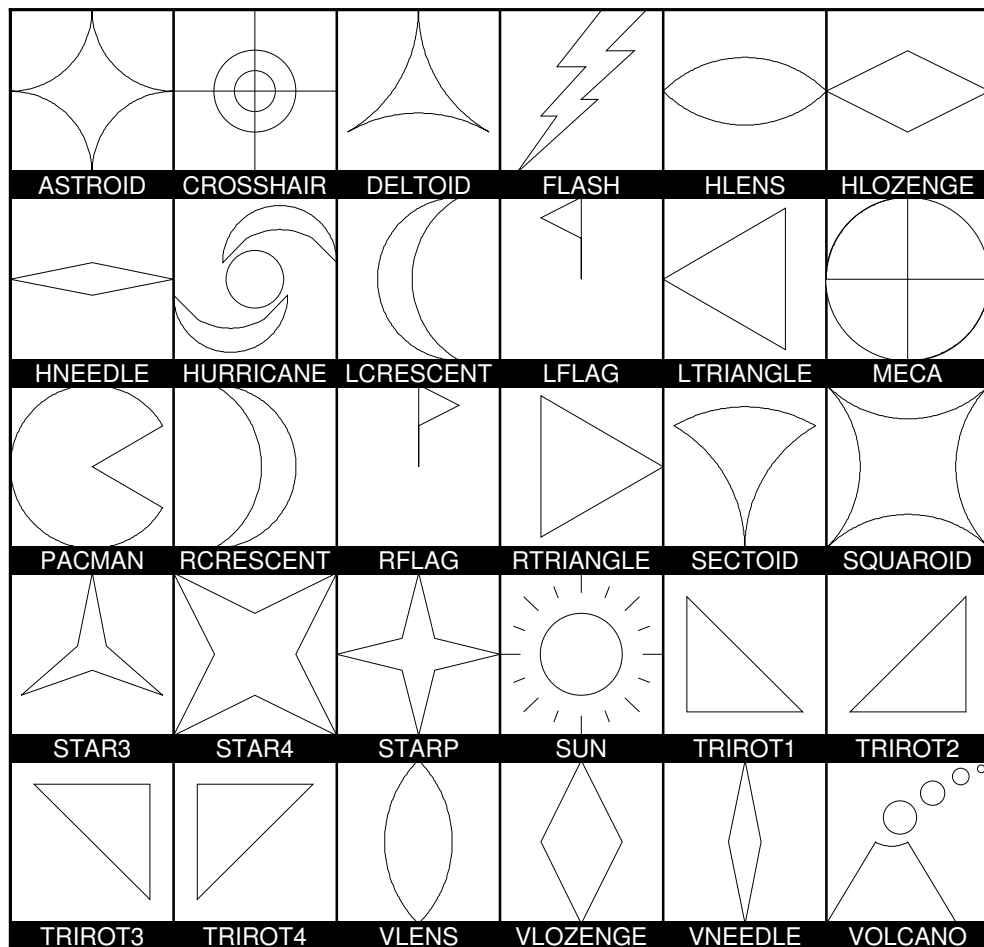 ASTROID CROSSHAIR DELTOID FLASH HLENS HLOZENGE
HNEEDLE HURRICANE LCRESCENT LFLAG LTRIANGLE MECA
PACMAN RCRESCENT RFLAG RTRIANGLE SECTOID SQUAROID
STAR3 STAR4 STARP SUN TRIROT1 TRIROT2
TRIROT3 TRIROT4 VLENS VLOZENGE VNEEDLE VOLCANO